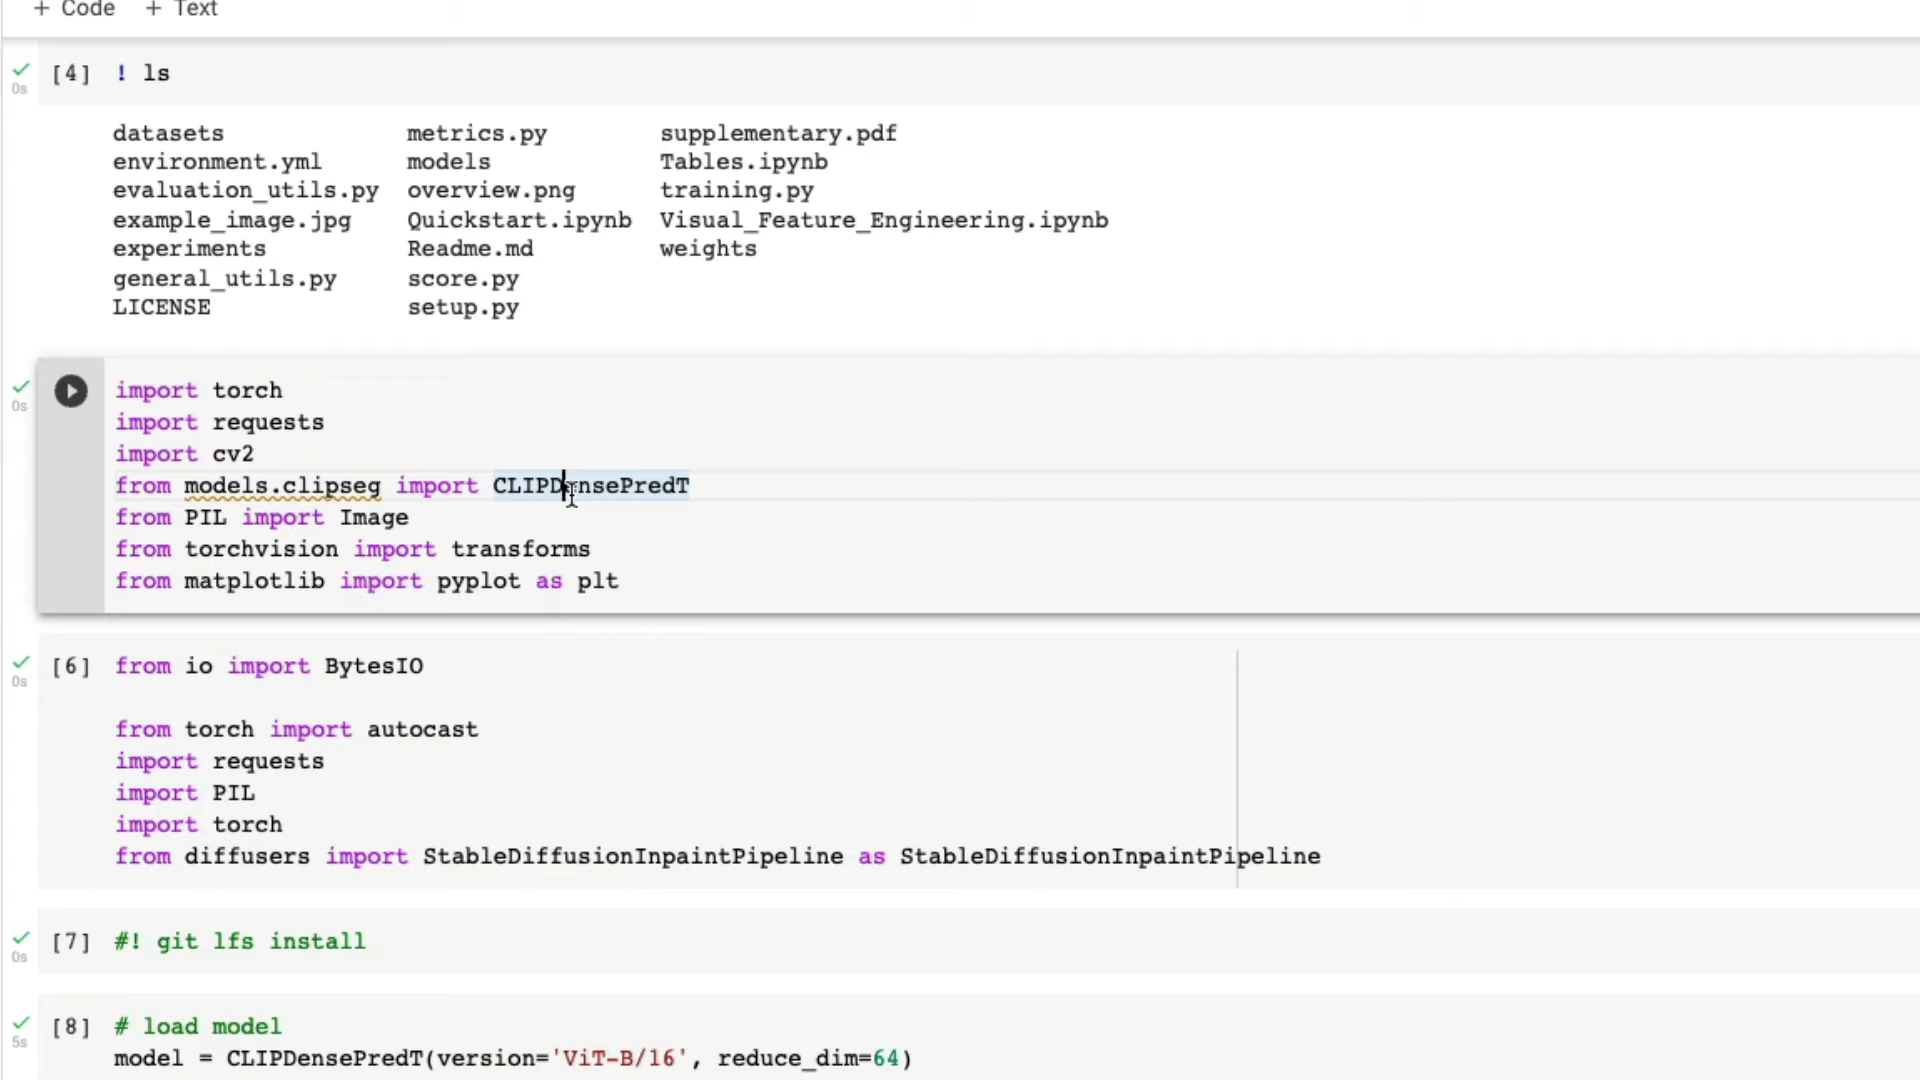 + Code + Text
0s [4] ! ls
datasets metrics.py supplementary.pdf
environment.yml models Tables.ipynb
evaluation_utils.py overview.png training.py
example_image.jpg Quickstart.ipynb Visual_Feature_Engineering.ipynb
experiments Readme.md weights
general_utils.py score.py
LICENSE setup.py
0s import torch
import requests
import cv2
from models.clipseg import CLIPDensePredT
from PIL import Image
from torchvision import transforms
from matplotlib import pyplot as plt
0s [6] from io import BytesIO
from torch import autocast
import requests
import PIL
import torch
from diffusers import StableDiffusionInpaintPipeline as StableDiffusionInpaintPipeline
0s [7] #! git lfs install
5s [8] # load model
model = CLIPDensePredT(version='ViT-B/16', reduce_dim=64)